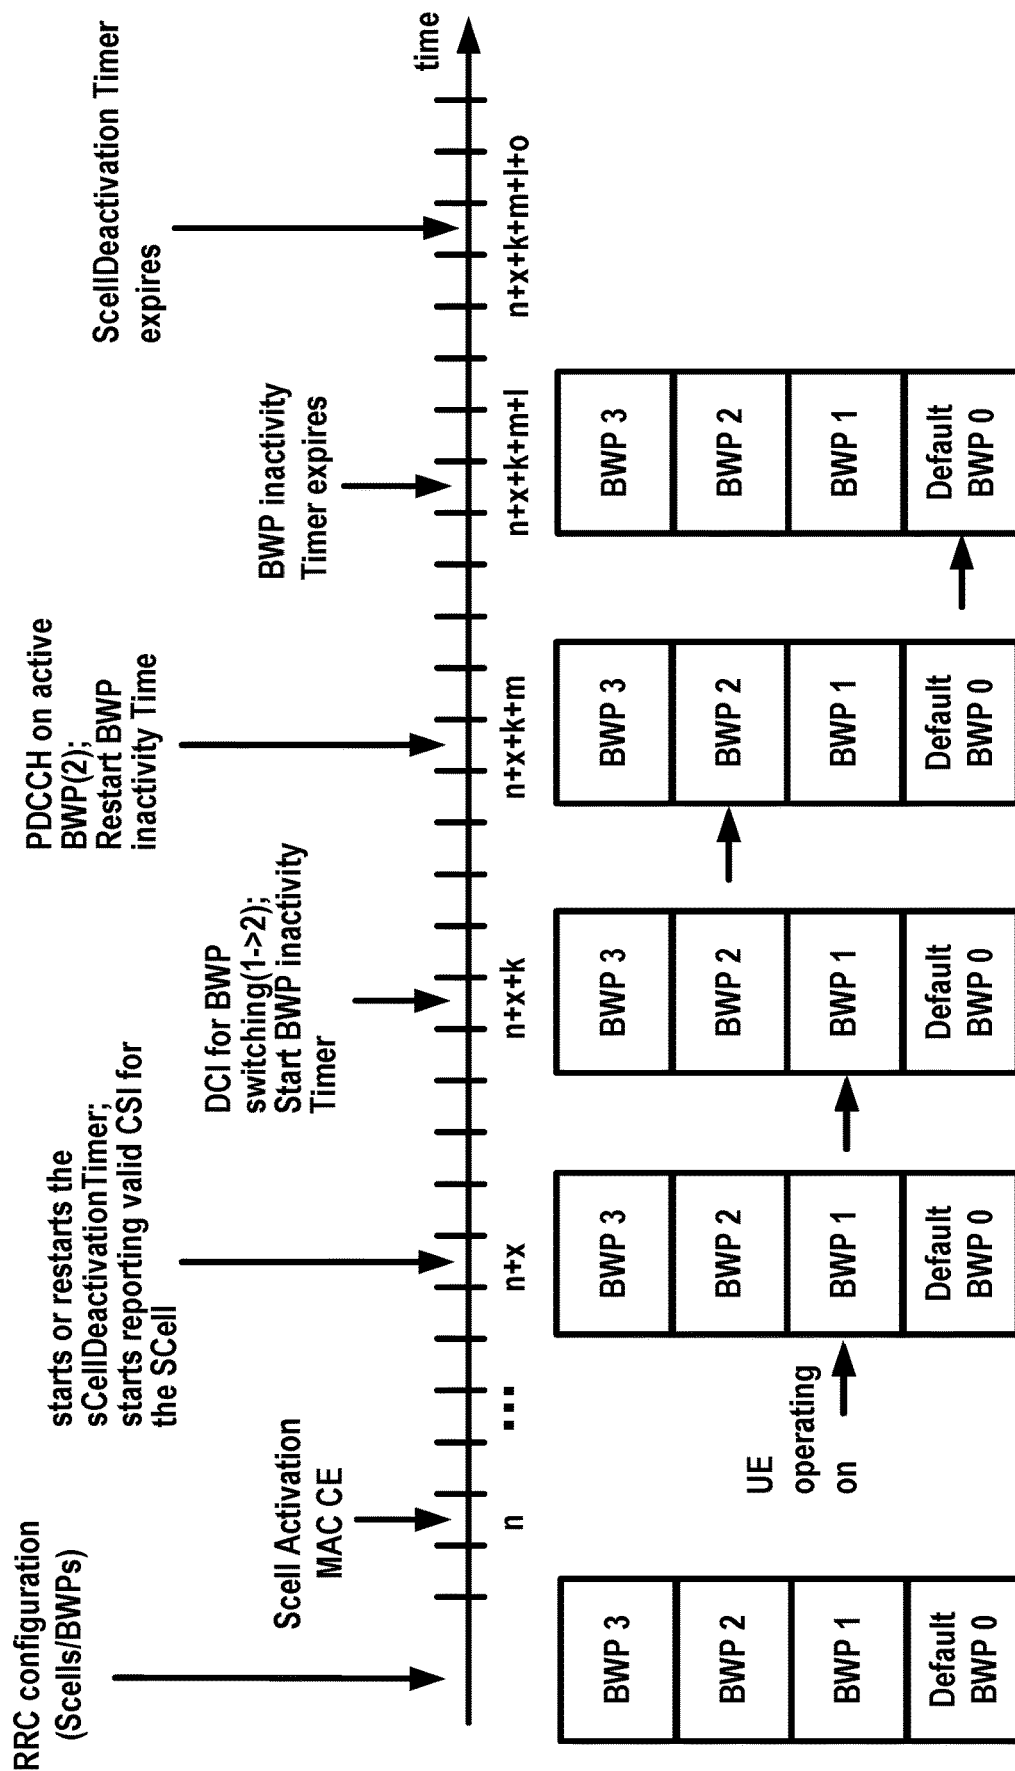 RRC configuration
(Scells/BWPs)
Scell Activation
MAC CE
starts or restarts the
sCellDeactivationTimer;
starts reporting valid CSI for
the SCell
DCI for BWP
switching(1->2);
Start BWP inactivity
Timer
PDCCH on active
BWP(2);
Restart BWP
inactivity Time
BWP inactivity
Timer expires
ScellDeactivation Timer
expires
time
n
...
n+x
n+x+k
n+x+k+m
n+x+k+m+l
n+x+k+m+l+o
BWP 3
BWP 2
BWP 1
Default
BWP 0
UE
operating
on
BWP 3
BWP 2
BWP 1
Default
BWP 0
BWP 3
BWP 2
BWP 1
Default
BWP 0
BWP 3
BWP 2
BWP 1
Default
BWP 0
BWP 3
BWP 2
BWP 1
Default
BWP 0